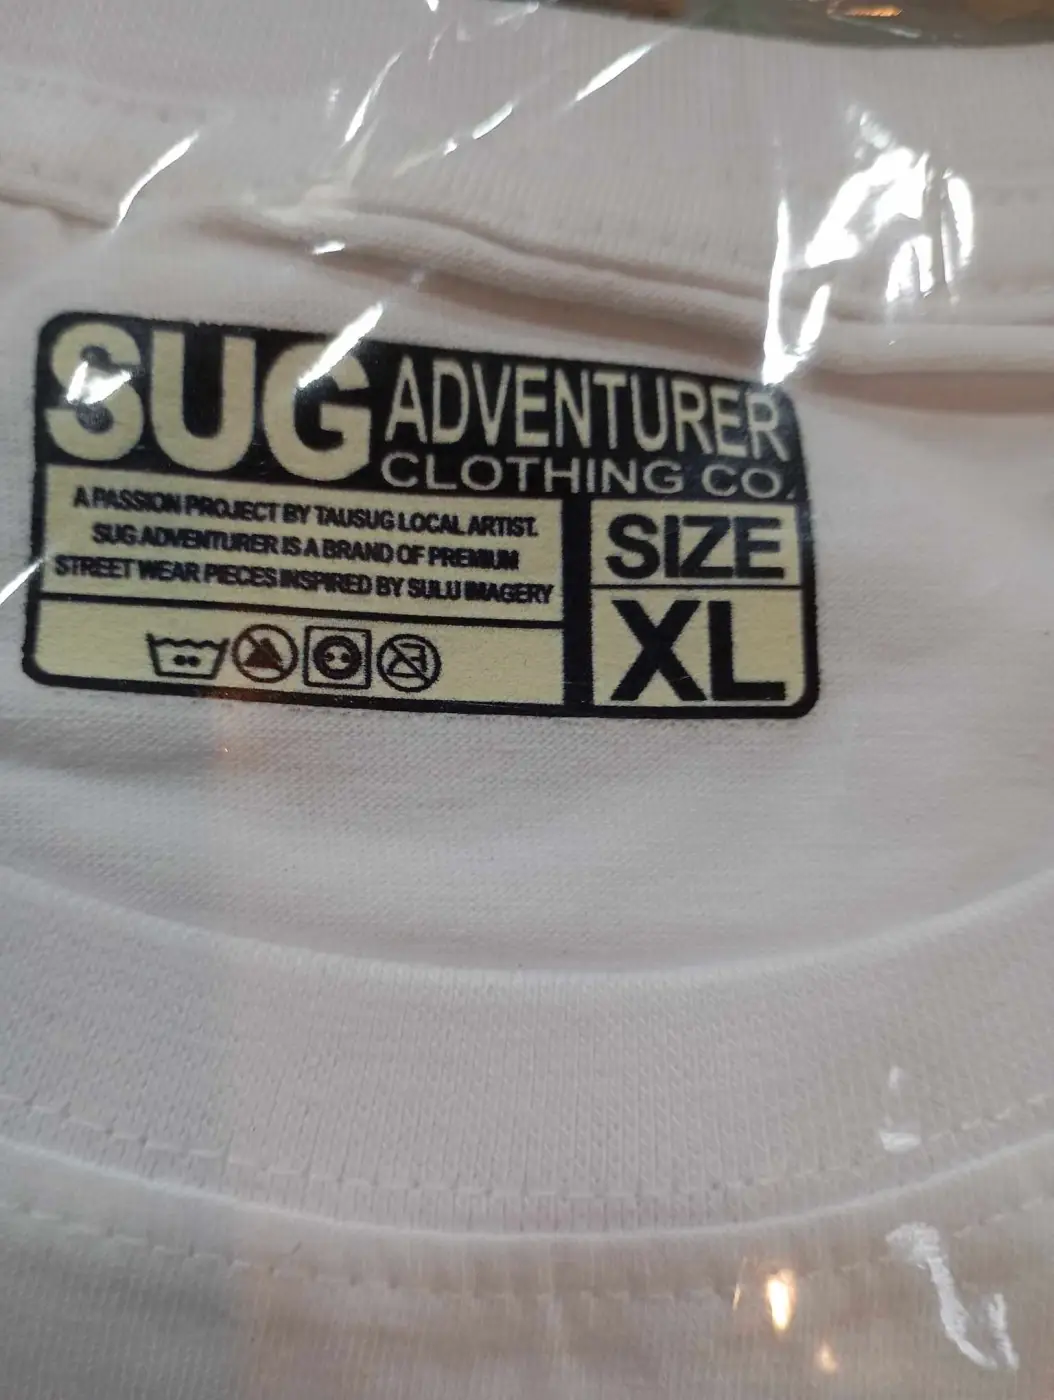 SUG ADVENTURER
CLOTHING CO.
A PASSION PROJECT BY TAUSUG LOCAL ARTIST.
SUG ADVENTURER IS A BRAND OF PREMIUM
STREET WEAR PIECES INSPIRED BY SULU IMAGERY
SIZE
XL